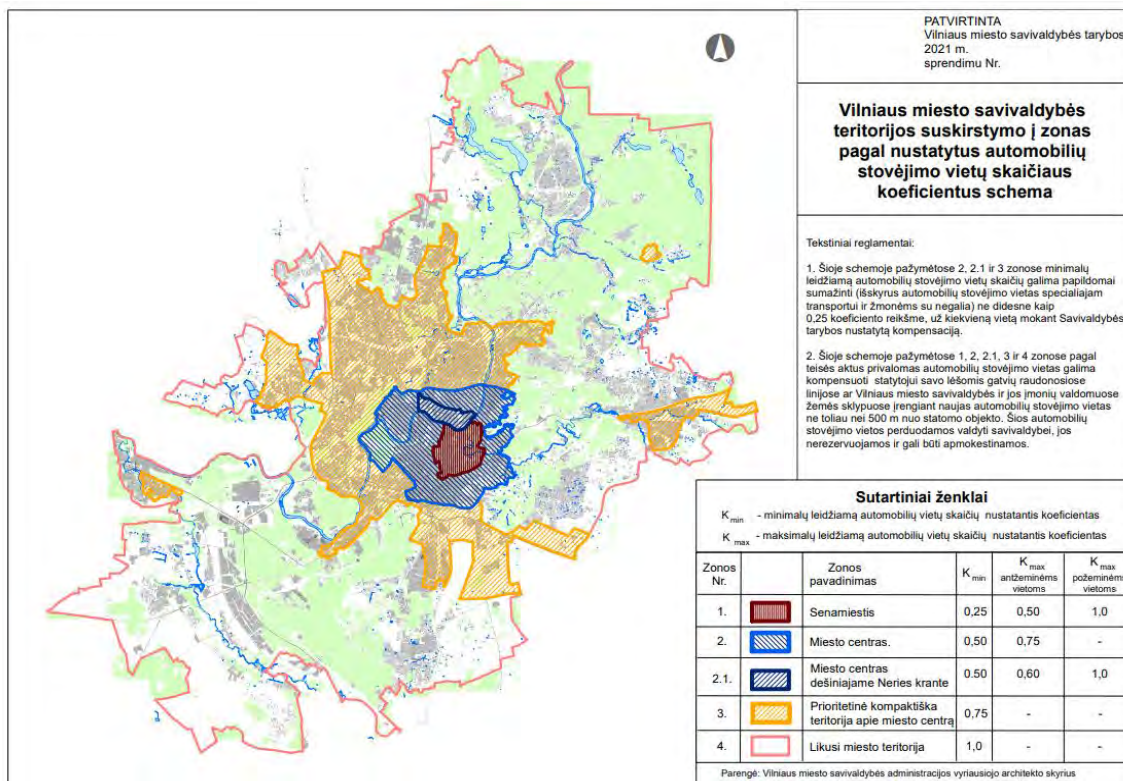 PATVIRTINTA
Vilniaus miesto savivaldybės tarybos
2021 m.
sprendimu Nr.
Vilniaus miesto savivaldybės
teritorijos suskirstymo į zonas
pagal nustatytus automobilių
stovėjimo vietų skaičiaus
koeficientus schema
Tekstiniai reglamentai:
1. Šioje schemoje pažymėtose 2, 2.1 ir 3 zonose minimalų
leidžiamą automobilių stovėjimo vietų skaičių galima papildomai
sumažinti (išskyrus automobilių stovėjimo vietas specialiajam
transportui ir žmonėms su negalia) ne didesne kaip
0,25 koeficiento reikšme, už kiekvieną vietą mokant Savivaldybės
tarybos nustatytą kompensaciją.
2. Šioje schemoje pažymėtose 1, 2, 2.1, 3 ir 4 zonose pagal
teisės aktus privalomas automobilių stovėjimo vietas galima
kompensuoti statytojui savo lėšomis gatvių raudonosiose
linijose ar Vilniaus miesto savivaldybės ir jos įmonių valdomuose
žemės sklypuose įrengiant naujas automobilių stovėjimo vietas
ne toliau nei 500 m nuo statomo objekto. Šios automobilių
stovėjimo vietos perduodamos valdyti savivaldybei, jos
nerezervuojamos ir gali būti apmokestinamos.
Sutartiniai ženklai
K min - minimalų leidžiamą automobilių vietų skaičių nustatantis koeficientas
K max - maksimalų leidžiamą automobilių vietų skaičių nustatantis koeficientas
Zonos Nr. Zonos pavadinimas K min K max antžeminėms vietoms K max požeminėms vietoms
1. Senamiestis 0,25 0,50 1,0
2. Miesto centras. 0,50 0,75 -
2.1. Miesto centras dešiniajame Neries krante 0.50 0,60 1,0
3. Prioritetinė kompaktiška teritorija apie miesto centrą 0,75 - -
4. Likusi miesto teritorija 1,0 - -
Parengė: Vilniaus miesto savivaldybės administracijos vyriausiojo architekto skyrius